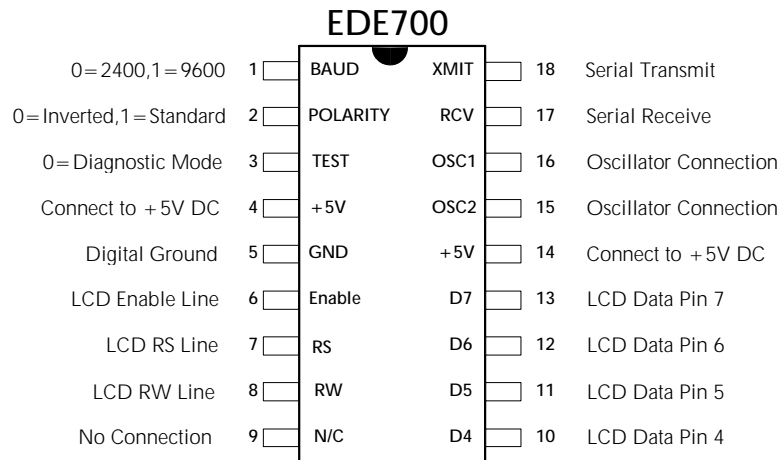 EDE700
0=2400,1=9600 1 BAUD XMIT 18 Serial Transmit
0=Inverted,1=Standard 2 POLARITY RCV 17 Serial Receive
0=Diagnostic Mode 3 TEST OSC1 16 Oscillator Connection
Connect to +5V DC 4 +5V OSC2 15 Oscillator Connection
Digital Ground 5 GND +5V 14 Connect to +5V DC
LCD Enable Line 6 Enable D7 13 LCD Data Pin 7
LCD RS Line 7 RS D6 12 LCD Data Pin 6
LCD RW Line 8 RW D5 11 LCD Data Pin 5
No Connection 9 N/C D4 10 LCD Data Pin 4